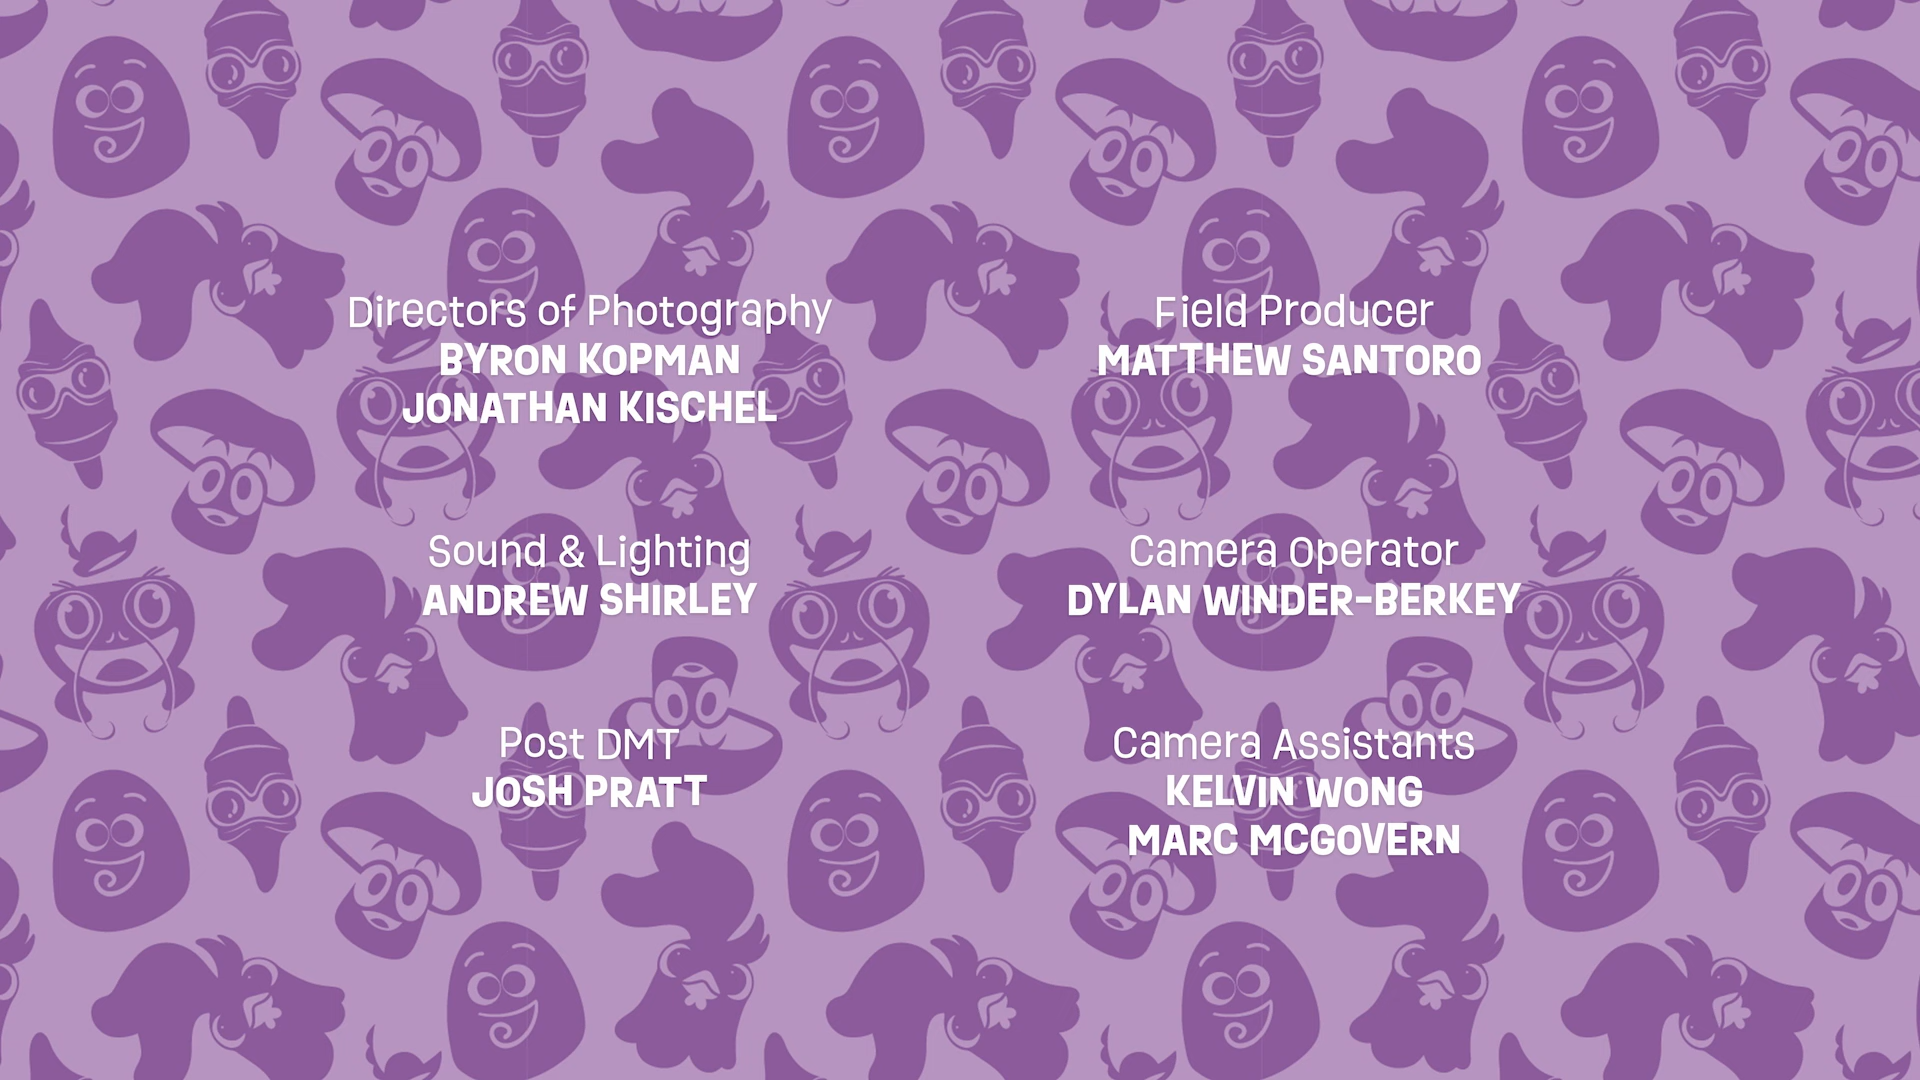 Directors of Photography
BYRON KOPMAN
JONATHAN KISCHEL
Field Producer
MATTHEW SANTORO
Sound & Lighting
ANDREW SHIRLEY
Camera Operator
DYLAN WINDER-BERKEY
Post DMT
JOSH PRATT
Camera Assistants
KELVIN WONG
MARC MCGOVERN